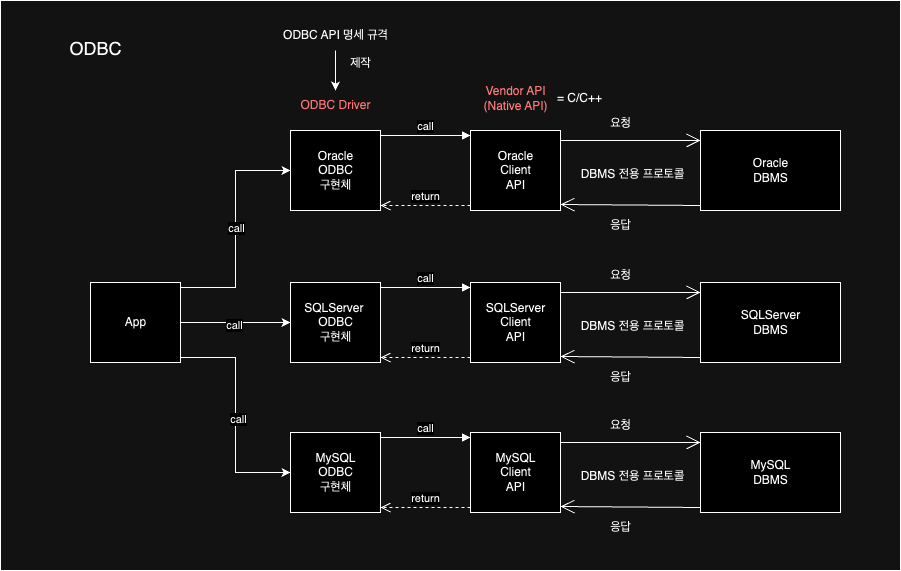 ODBC
ODBC API 명세 규격
제작
ODBC Driver
Vendor API
(Native API)
= C/C++
Oracle
ODBC
구현체
call
return
Oracle
Client
API
요청
DBMS 전용 프로토콜
응답
Oracle
DBMS
call
App
call
SQLServer
ODBC
구현체
call
return
SQLServer
Client
API
요청
DBMS 전용 프로토콜
응답
SQLServer
DBMS
call
MySQL
ODBC
구현체
call
return
MySQL
Client
API
요청
DBMS 전용 프로토콜
응답
MySQL
DBMS